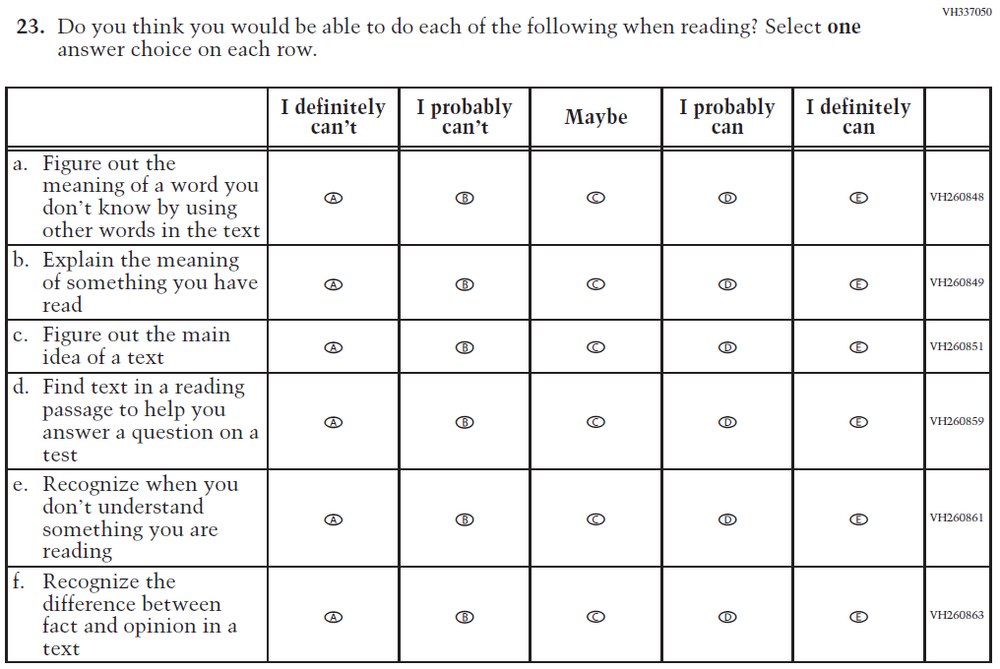 VH337050
23. Do you think you would be able to do each of the following when reading? Select one
answer choice on each row.
I definitely
can’t
I probably
can’t
Maybe
I probably
can
I definitely
can
a. Figure out the
meaning of a word you
don’t know by using
other words in the text
A B C D E VH260848
b. Explain the meaning
of something you have
read
A B C D E VH260849
c. Figure out the main
idea of a text
A B C D E VH260851
d. Find text in a reading
passage to help you
answer a question on a
test
A B C D E VH260859
e. Recognize when you
don’t understand
something you are
reading
A B C D E VH260861
f. Recognize the
difference between
fact and opinion in a
text
A B C D E VH260863